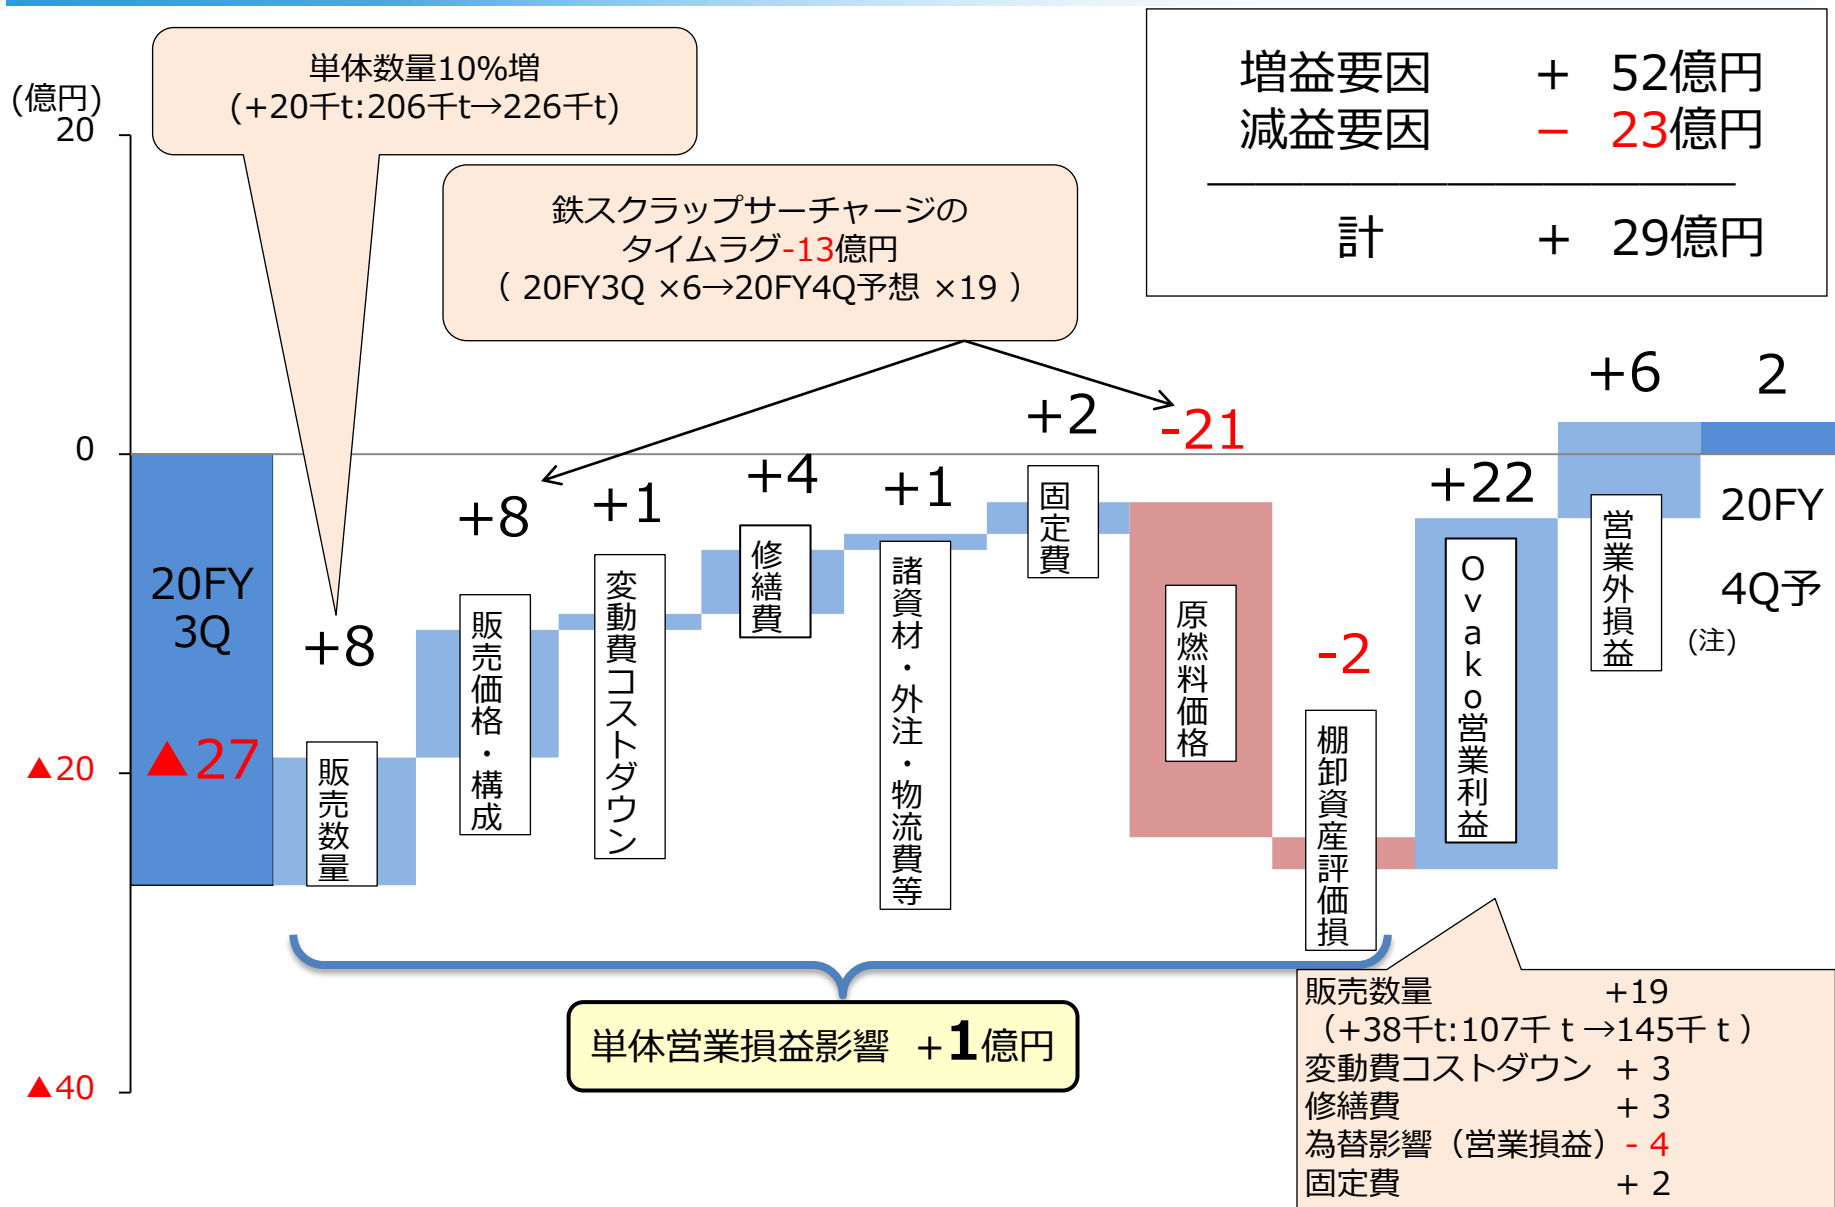 単体数量10%増
(+20千t:206千t→226千t)
(億円)
20
0
▲20
▲40
増益要因 + 52億円
減益要因 − 23億円
計 + 29億円
鉄スクラップサーチャージの
タイムラグ-13億円
( 20FY3Q ×6→20FY4Q予想 ×19 )
20FY
3Q
▲27
+8
販売数量
+8
販売価格・構成
+1
変動費コストダウン
+4
修繕費
+1
諸資材・外注・物流費等
+2
固定費
-21
原燃料価格
-2
棚卸資産評価損
+22
Ovako営業利益
+6
営業外損益
2
20FY
4Q予
(注)
単体営業損益影響 +1億円
販売数量 +19
(+38千t:107千t→145千t)
変動費コストダウン + 3
修繕費 + 3
為替影響（営業損益） - 4
固定費 + 2